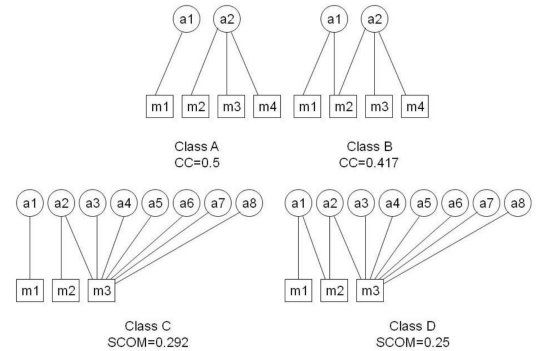 a1 a2 a1 a2
m1 m2 m3 m4 m1 m2 m3 m4
Class A Class B
CC=0.5 CC=0.417
a1 a2 a3 a4 a5 a6 a7 a8 a1 a2 a3 a4 a5 a6 a7 a8
m1 m2 m3 m1 m2 m3
Class C Class D
SCOM=0.292 SCOM=0.25